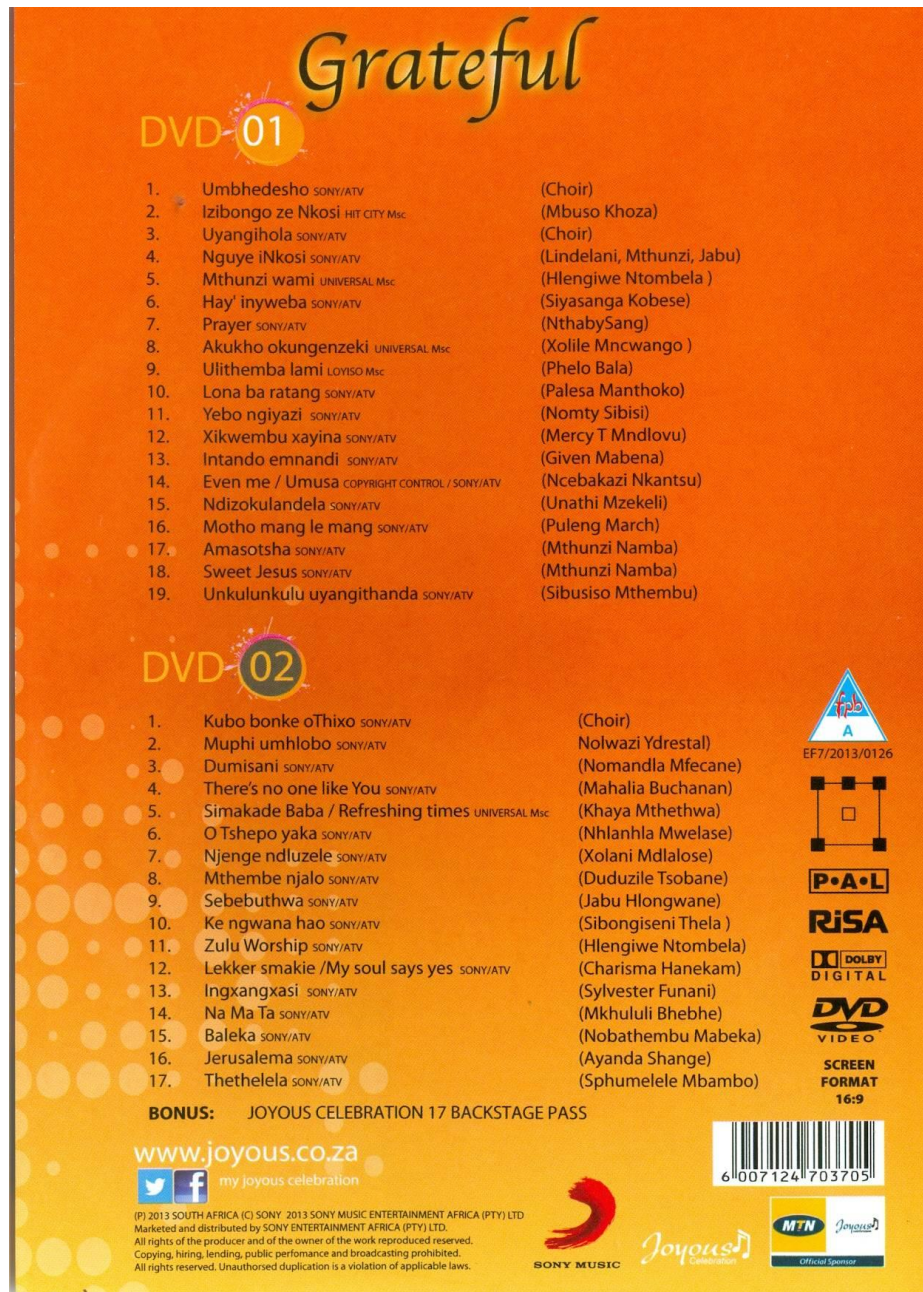 Grateful
DVD 01
1. Umbhedesho SONY/ATV (Choir)
2. Izibongo ze Nkosi HIT CITY Msc (Mbuso Khoza)
3. Uyangihola SONY/ATV (Choir)
4. Nguye iNkosi SONY/ATV (Lindelani, Mthunzi, Jabu)
5. Mthunzi wami UNIVERSAL Msc (Hlengiwe Ntombela )
6. Hay' inyweba SONY/ATV (Siyasanga Kobese)
7. Prayer SONY/ATV (NthabySang)
8. Akukho okungenzeki UNIVERSAL Msc (Xolile Mncwango )
9. Ulithemba lami LOYISO Msc (Phelo Bala)
10. Lona ba ratang SONY/ATV (Palesa Manthoko)
11. Yebo ngiyazi SONY/ATV (Nomty Sibisi)
12. Xikwembu xayina SONY/ATV (Mercy T Mndlovu)
13. Intando emnandi SONY/ATV (Given Mabena)
14. Even me / Umusa COPYRIGHT CONTROL / SONY/ATV (Ncebakazi Nkantsu)
15. Ndizokulandela SONY/ATV (Unathi Mzekeli)
16. Motho mang le mang SONY/ATV (Puleng March)
17. Amasotsha SONY/ATV (Mthunzi Namba)
18. Sweet Jesus SONY/ATV (Mthunzi Namba)
19. Unkulunkulu uyangithanda SONY/ATV (Sibusiso Mthembu)
DVD 02
1. Kubo bonke oThixo SONY/ATV (Choir)
2. Muphi umhlobo SONY/ATV Nolwazi Ydrestal)
3. Dumisani SONY/ATV (Nomandla Mfecane)
4. There's no one like You SONY/ATV (Mahalia Buchanan)
5. Simakade Baba / Refreshing times UNIVERSAL Msc (Khaya Mthethwa)
6. O Tshepo yaka SONY/ATV (Nhlanhla Mwelase)
7. Njenge ndluzele SONY/ATV (Xolani Mdlalose)
8. Mthembe njalo SONY/ATV (Duduzile Tsobane)
9. Sebebuthwa SONY/ATV (Jabu Hlongwane)
10. Ke ngwana hao SONY/ATV (Sibongiseni Thela )
11. Zulu Worship SONY/ATV (Hlengiwe Ntombela)
12. Lekker smakie /My soul says yes SONY/ATV (Charisma Hanekam)
13. Ingxangxasi SONY/ATV (Sylvester Funani)
14. Na Ma Ta SONY/ATV (Mkhululi Bhebhe)
15. Baleka SONY/ATV (Nobathembu Mabeka)
16. Jerusalema SONY/ATV (Ayanda Shange)
17. Thethelela SONY/ATV (Sphumelele Mbambo)
BONUS: JOYOUS CELEBRATION 17 BACKSTAGE PASS
fpb
A
EF7/2013/0126
P•A•L
RiSA
DOLBY
DIGITAL
DVD
VIDEO
SCREEN
FORMAT
16:9
www.joyous.co.za
my joyous celebration
6 007124 703705
(P) 2013 SOUTH AFRICA (C) SONY 2013 SONY MUSIC ENTERTAINMENT AFRICA (PTY) LTD
Marketed and distributed by SONY ENTERTAINMENT AFRICA (PTY) LTD.
All rights of the producer and of the owner of the work reproduced reserved.
Copying, hiring, lending, public perfomance and broadcasting prohibited.
All rights reserved. Unauthorsed duplication is a violation of applicable laws.
SONY MUSIC
Joyous
Celebration
MTN
Joyous
Official Sponsor